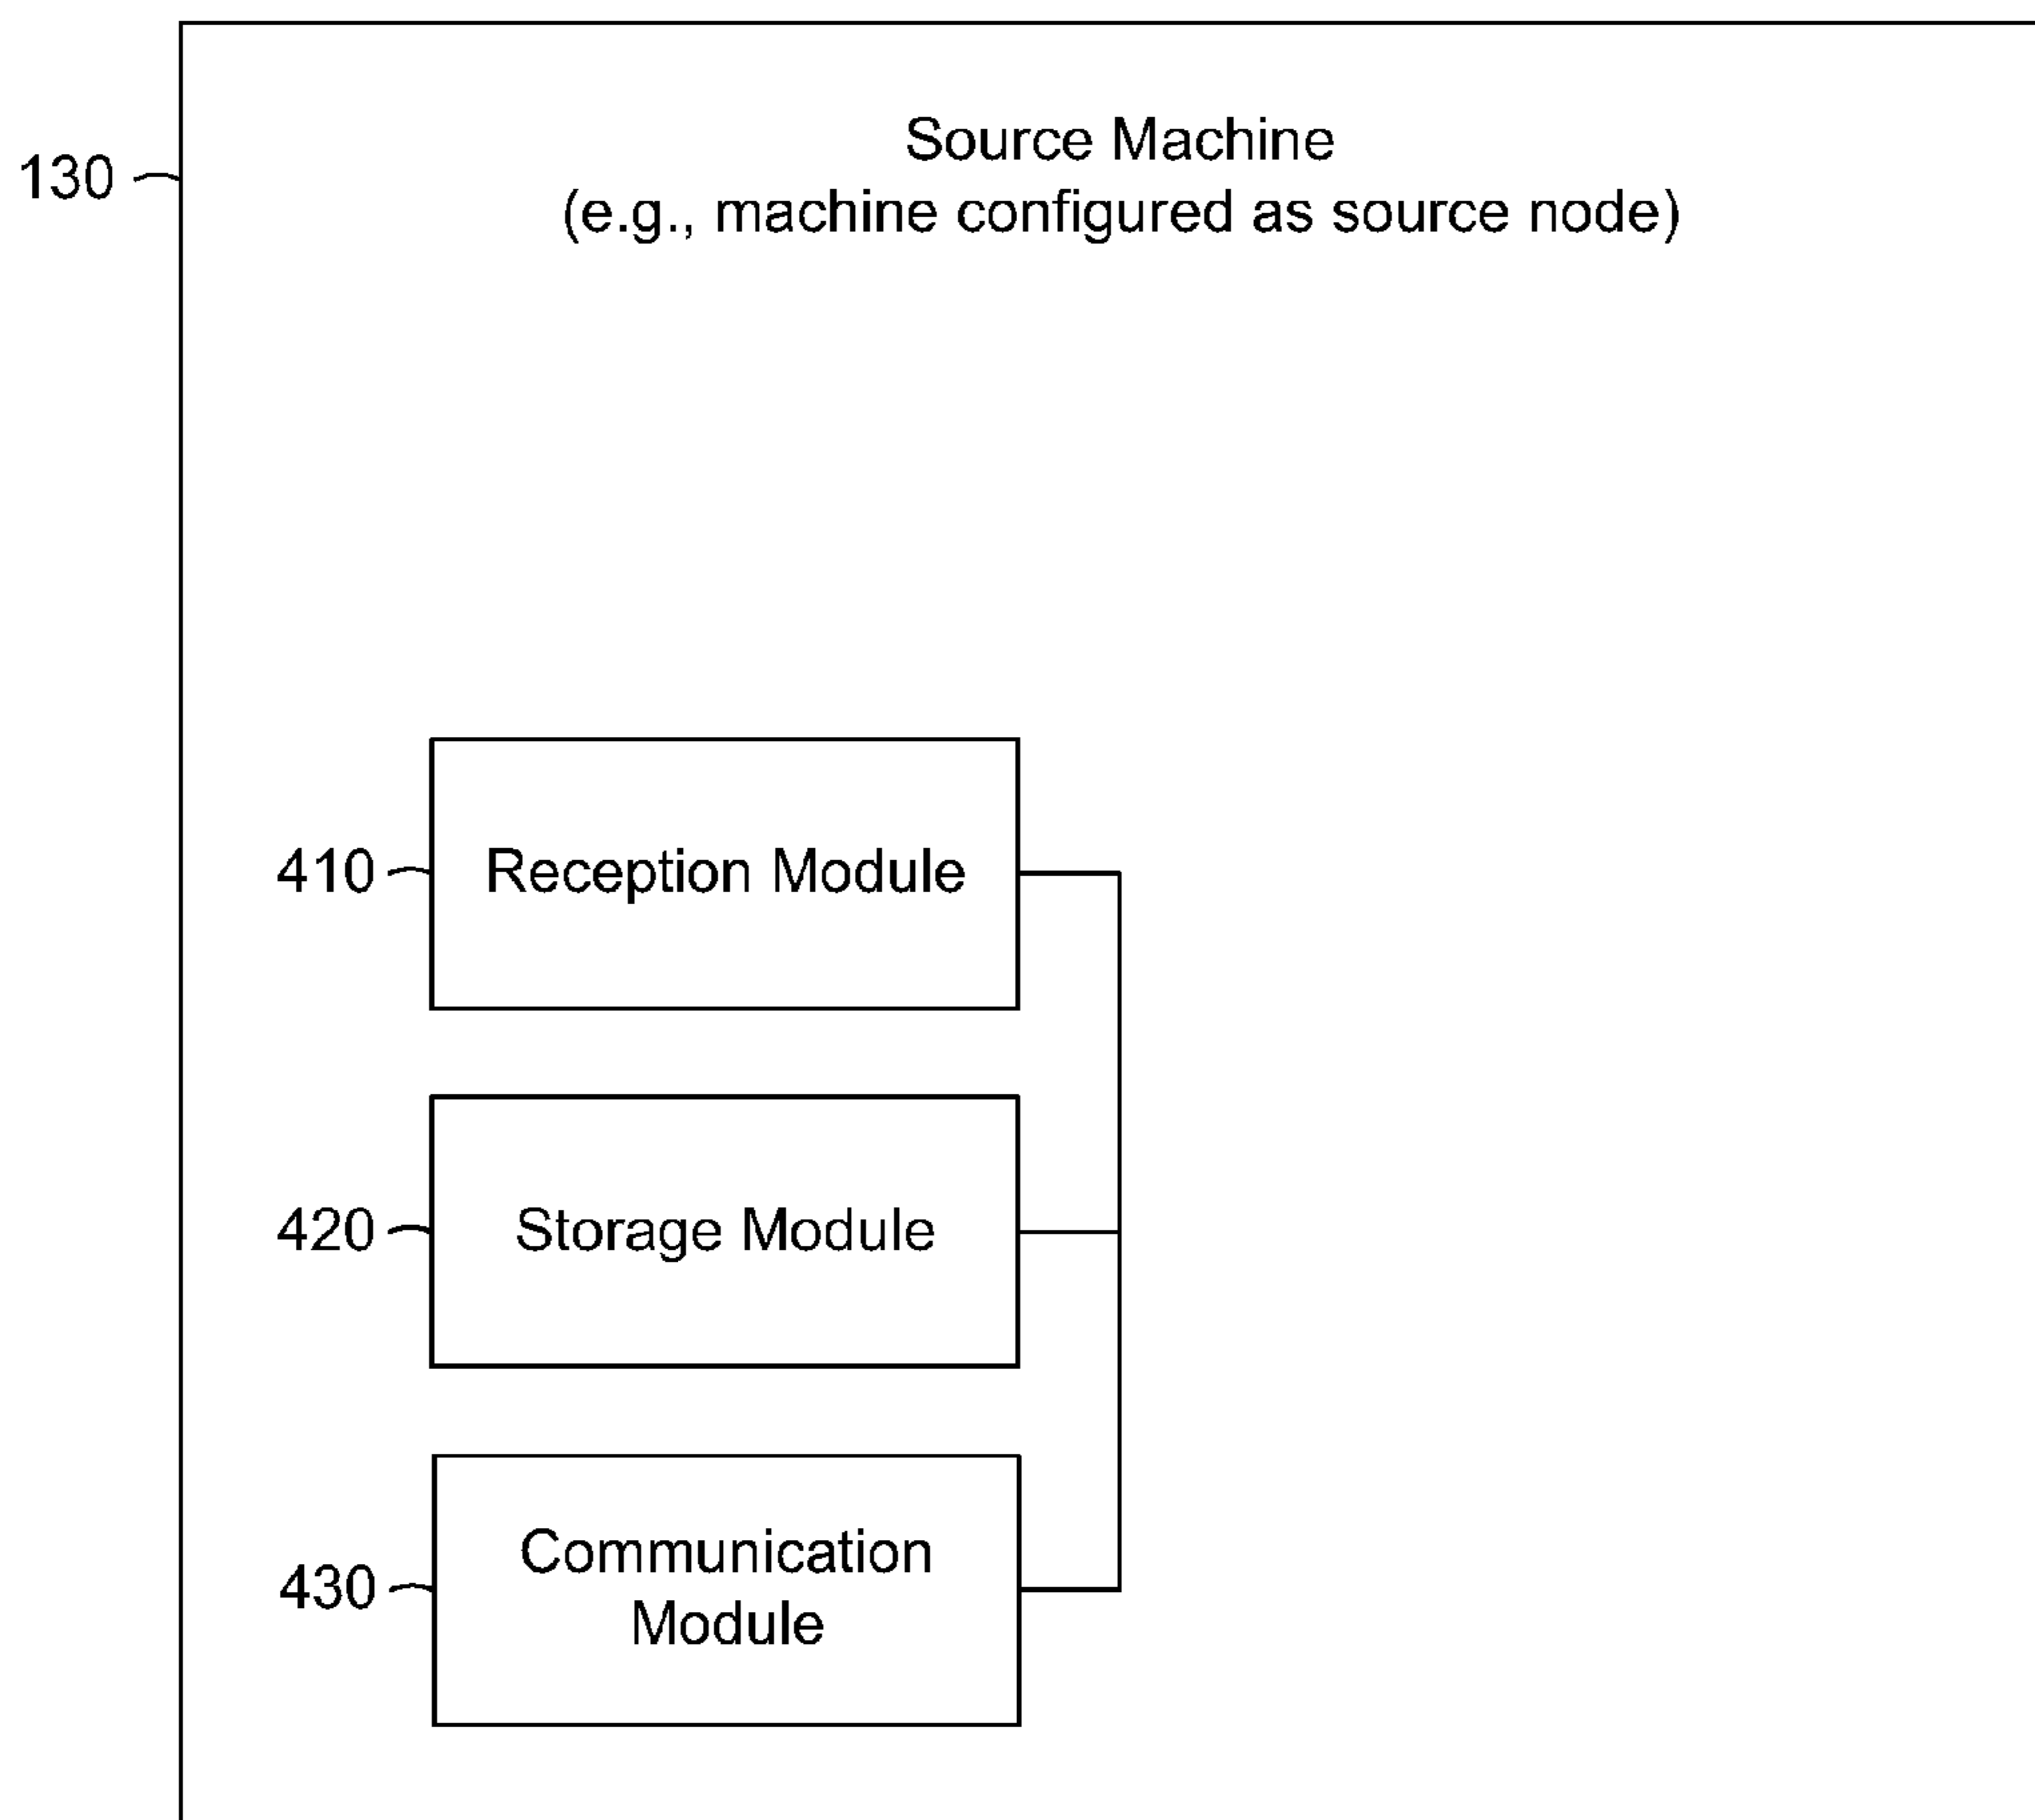 Source Machine
130
(e.g., machine configured as source node)
410
Reception Module
420
Storage Module
Communication
430
Module